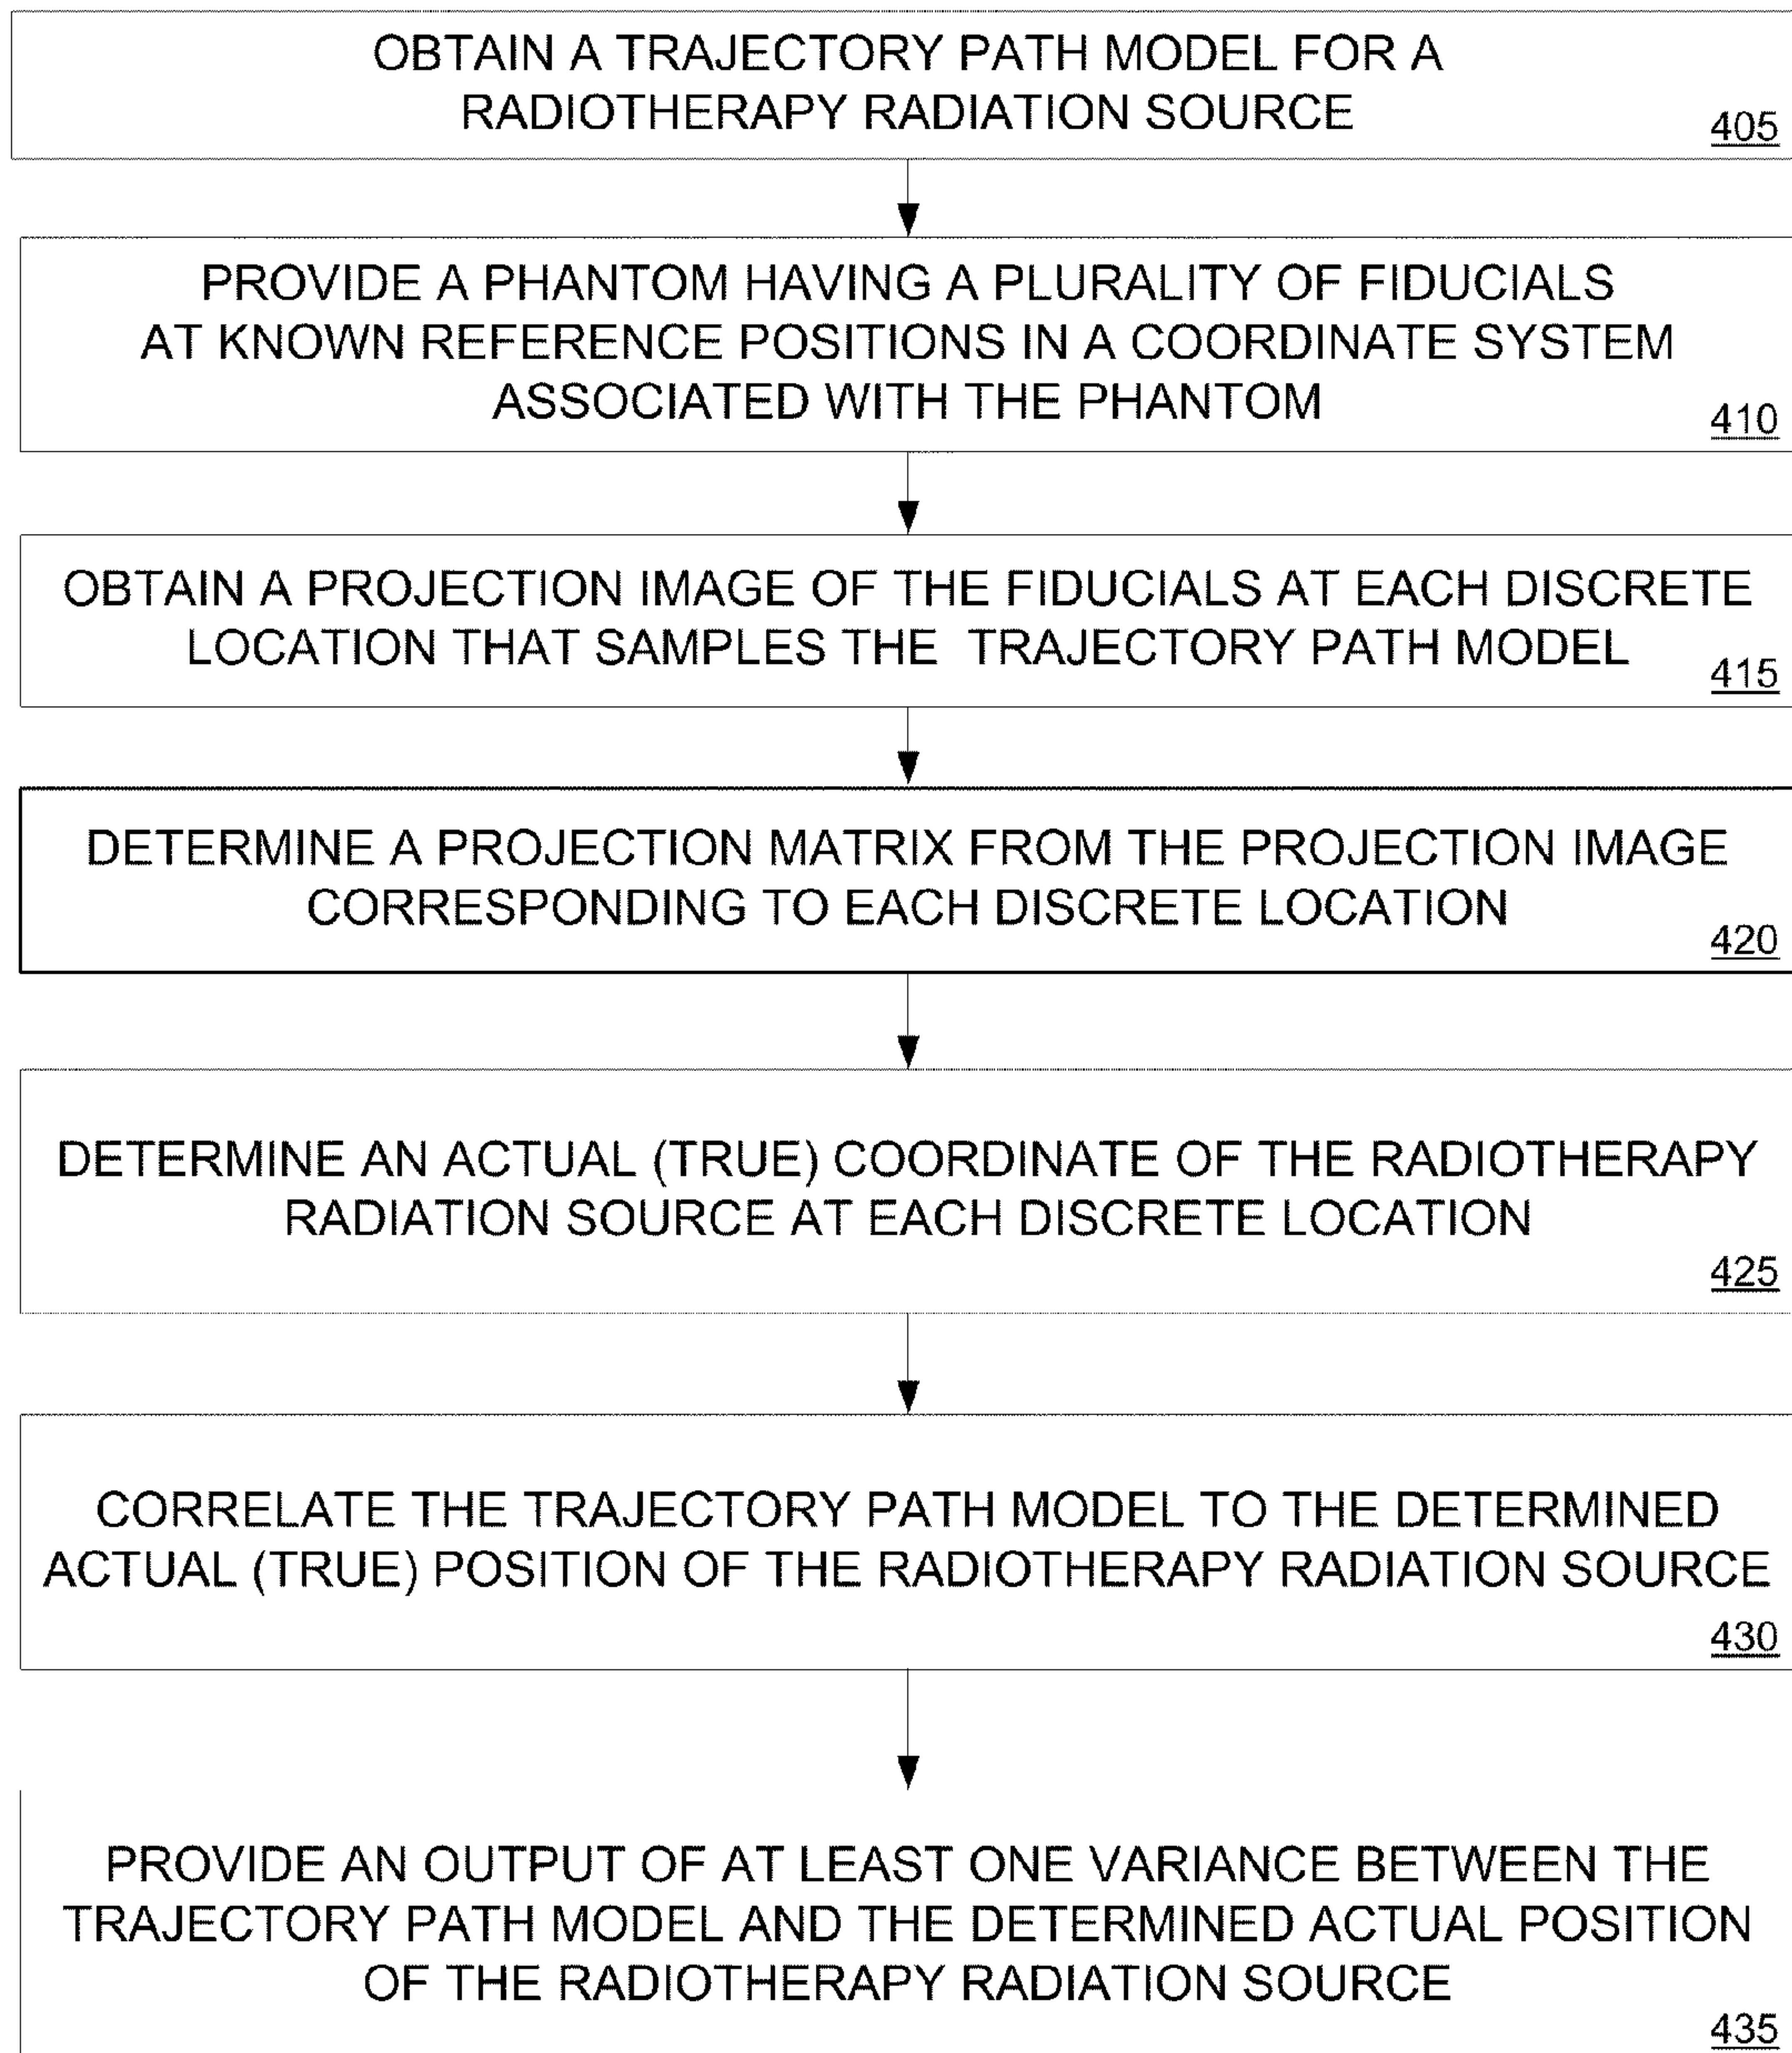 OBTAIN A TRAJECTORY PATH MODEL FOR A
RADIOTHERAPY RADIATION SOURCE
405
PROVIDE A PHANTOM HAVING A PLURALITY OF FIDUCIALS
AT KNOWN REFERENCE POSITIONS IN A COORDINATE SYSTEM
ASSOCIATED WITH THE PHANTOM
410
OBTAIN A PROJECTION IMAGE OF THE FIDUCIALS AT EACH DISCRETE
LOCATION THAT SAMPLES THE TRAJECTORY PATH MODEL
415
DETERMINE A PROJECTION MATRIX FROM THE PROJECTION IMAGE
CORRESPONDING TO EACH DISCRETE LOCATION
420
DETERMINE AN ACTUAL (TRUE) COORDINATE OF THE RADIOTHERAPY
RADIATION SOURCE AT EACH DISCRETE LOCATION
425
CORRELATE THE TRAJECTORY PATH MODEL TO THE DETERMINED
ACTUAL (TRUE) POSITION OF THE RADIOTHERAPY RADIATION SOURCE
430
PROVIDE AN OUTPUT OF AT LEAST ONE VARIANCE BETWEEN THE
TRAJECTORY PATH MODEL AND THE DETERMINED ACTUAL POSITION
OF THE RADIOTHERAPY RADIATION SOURCE
435